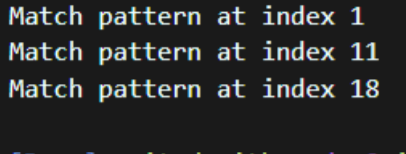 Match pattern at index 1
Match pattern at index 11
Match pattern at index 18